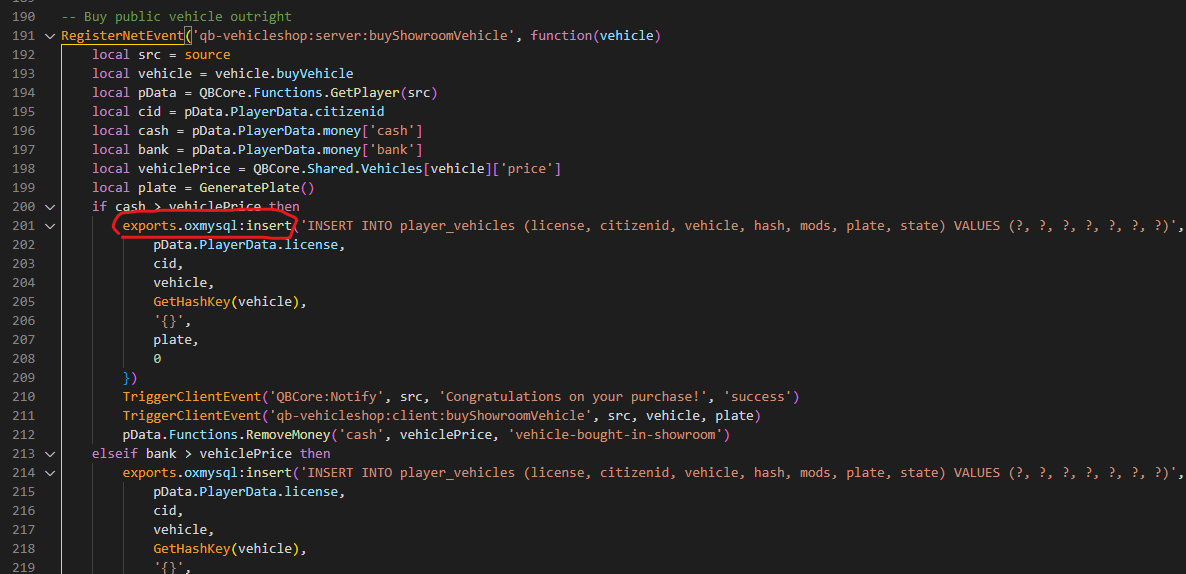 190 -- Buy public vehicle outright
191 RegisterNetEvent('qb-vehicleshop:server:buyShowroomVehicle', function(vehicle)
192 local src = source
193 local vehicle = vehicle.buyVehicle
194 local pData = QBCore.Functions.GetPlayer(src)
195 local cid = pData.PlayerData.citizenid
196 local cash = pData.PlayerData.money['cash']
197 local bank = pData.PlayerData.money['bank']
198 local vehiclePrice = QBCore.Shared.Vehicles[vehicle]['price']
199 local plate = GeneratePlate()
200 if cash > vehiclePrice then
201 exports.oxmysql:insert('INSERT INTO player_vehicles (license, citizenid, vehicle, hash, mods, plate, state) VALUES (?, ?, ?, ?, ?, ?, ?)',
202 pData.PlayerData.license,
203 cid,
204 vehicle,
205 GetHashKey(vehicle),
206 '{}',
207 plate,
208 0
209 })
210 TriggerClientEvent('QBCore:Notify', src, 'Congratulations on your purchase!', 'success')
211 TriggerClientEvent('qb-vehicleshop:client:buyShowroomVehicle', src, vehicle, plate)
212 pData.Functions.RemoveMoney('cash', vehiclePrice, 'vehicle-bought-in-showroom')
213 elseif bank > vehiclePrice then
214 exports.oxmysql:insert('INSERT INTO player_vehicles (license, citizenid, vehicle, hash, mods, plate, state) VALUES (?, ?, ?, ?, ?, ?, ?)',
215 pData.PlayerData.license,
216 cid,
217 vehicle,
218 GetHashKey(vehicle),
219 '{}',